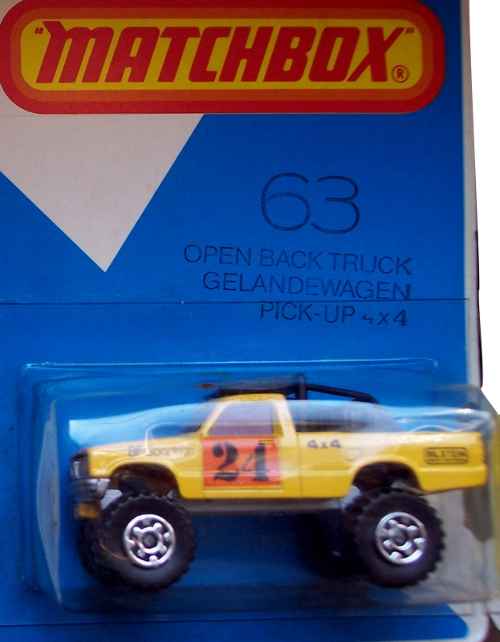 "MATCHBOX"®
63
OPEN BACK TRUCK
GELANDEWAGEN
PICK-UP 4x4
24
4x4